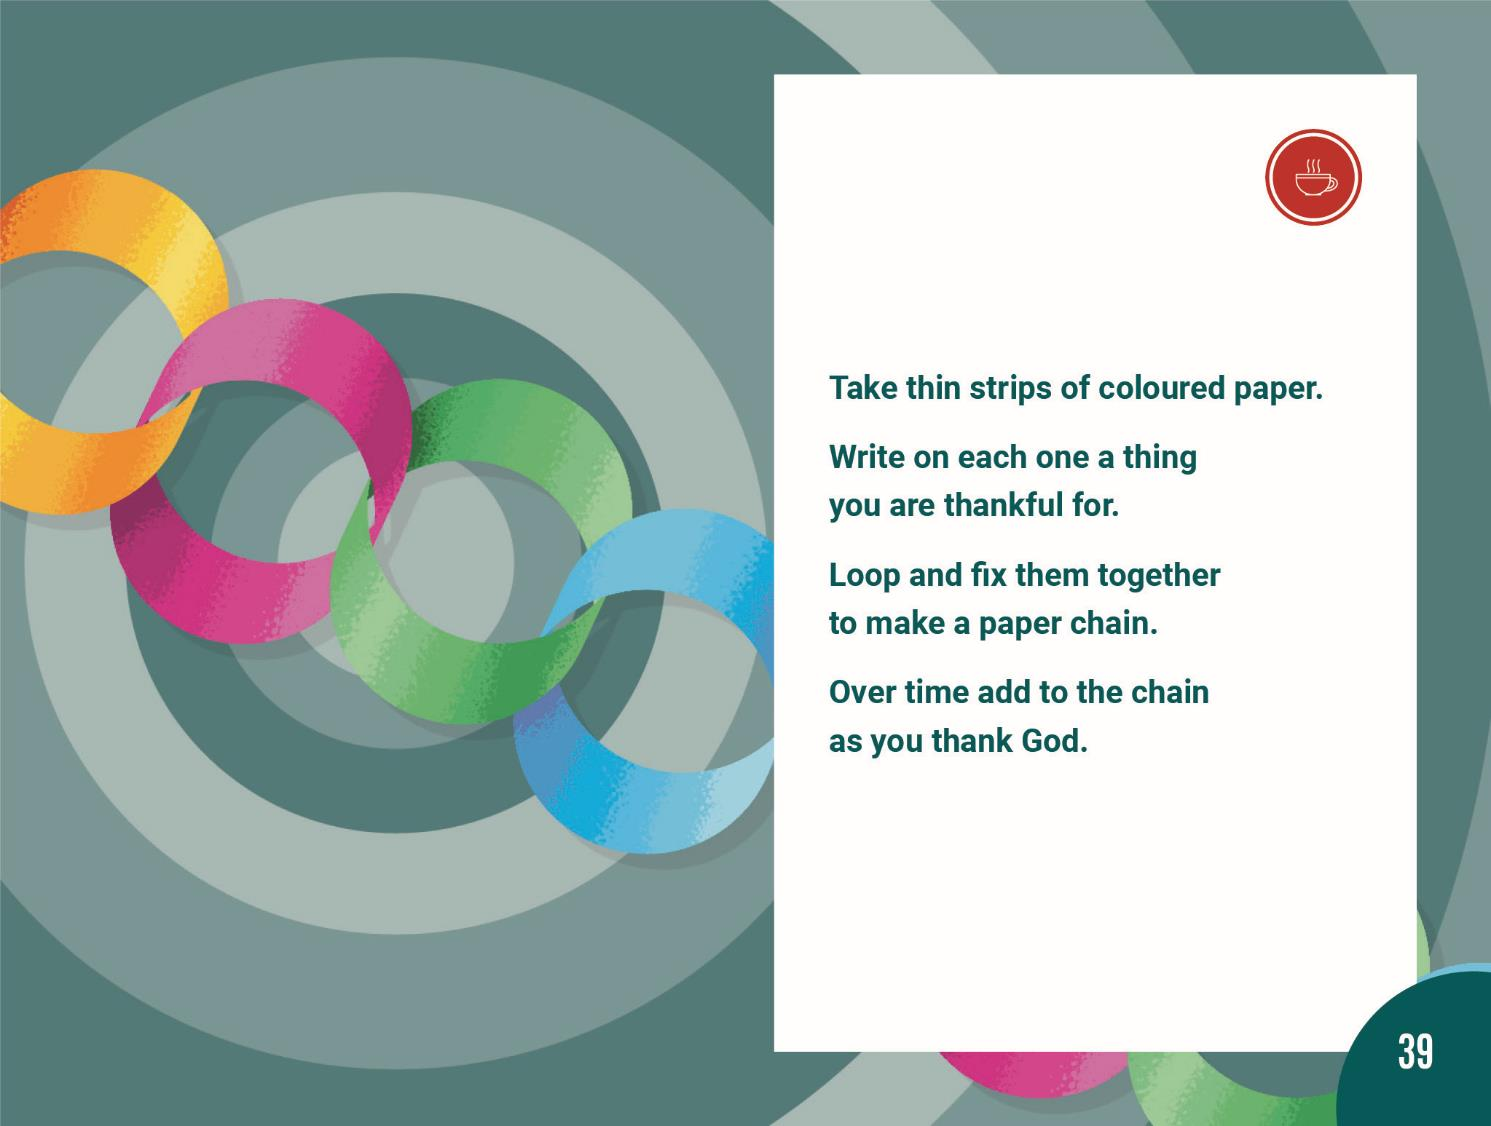 Take thin strips of coloured paper.
Write on each one a thing
you are thankful for.
Loop and fix them together
to make a paper chain.
Over time add to the chain
as you thank God.
39